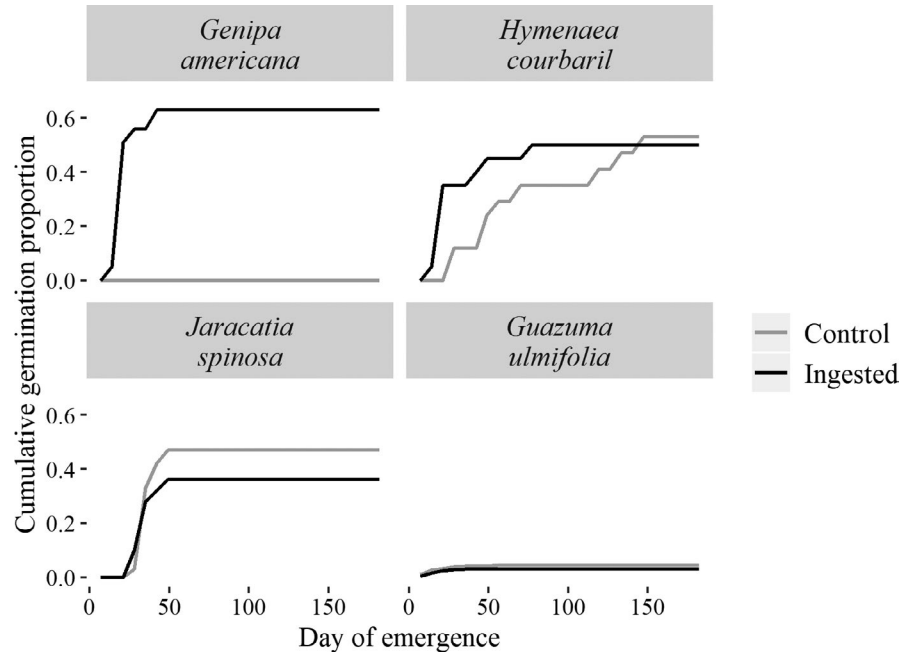 Genipa
americana
Hymenaea
courbaril
0.6
0.4
0.2
0.0
Jaracatia
spinosa
Guazuma
ulmifolia
0.6
0.4
0.2
0.0
0
50
100
150
0
50
100
150
Cumulative germination proportion
Day of emergence
Control
Ingested